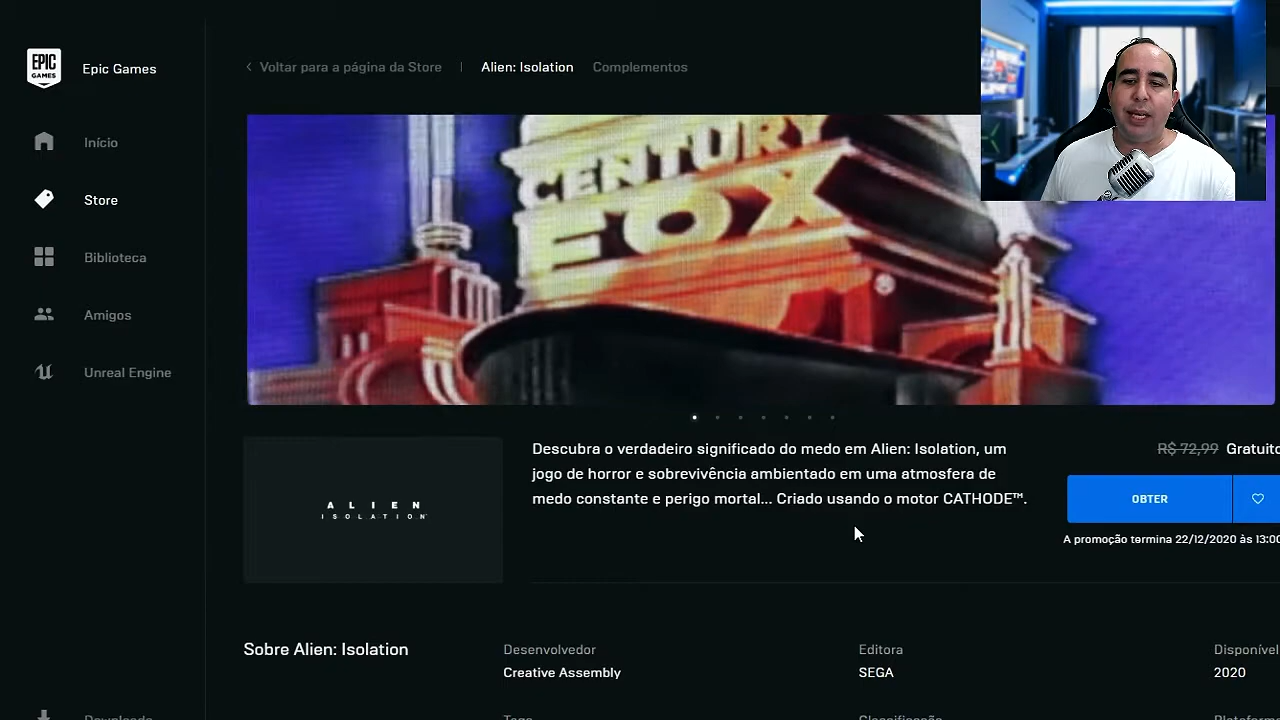 EPIC
GAMES
Epic Games
Voltar para a página da Store
Alien: Isolation
Complementos
Início
Store
Biblioteca
Amigos
Unreal Engine
CENTURY
FOX
ALIEN
ISOLATION
Descubra o verdadeiro significado do medo em Alien: Isolation, um
jogo de horror e sobrevivência ambientado em uma atmosfera de
medo constante e perigo mortal... Criado usando o motor CATHODE™.
R$ 72,99 Gratuito
OBTER
A promoção termina 22/12/2020 às 13:00
Sobre Alien: Isolation
Desenvolvedor
Creative Assembly
Editora
SEGA
Disponível
2020